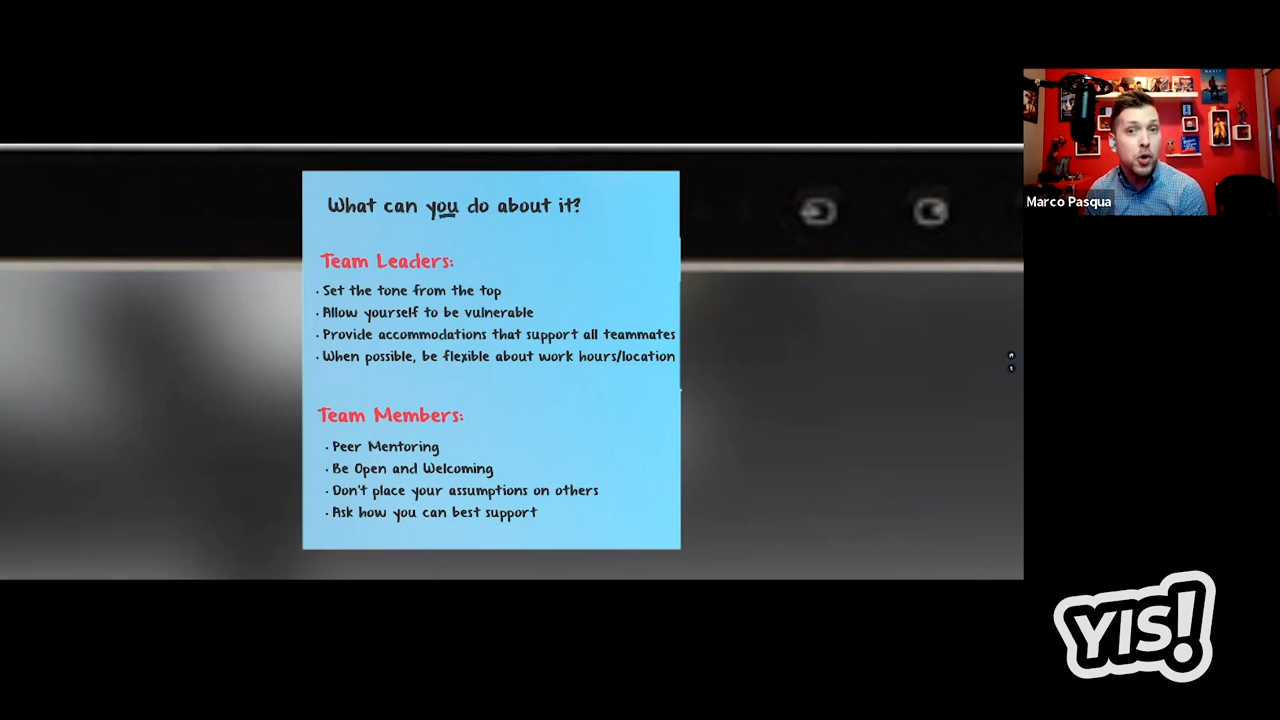 What can you do about it?
Team Leaders:
· Set the tone from the top
· Allow yourself to be vulnerable
· Provide accommodations that support all teammates
· When possible, be flexible about work hours/location
Team Members:
· Peer Mentoring
· Be Open and Welcoming
· Don't place your assumptions on others
· Ask how you can best support
Marco Pasqua
YIS!